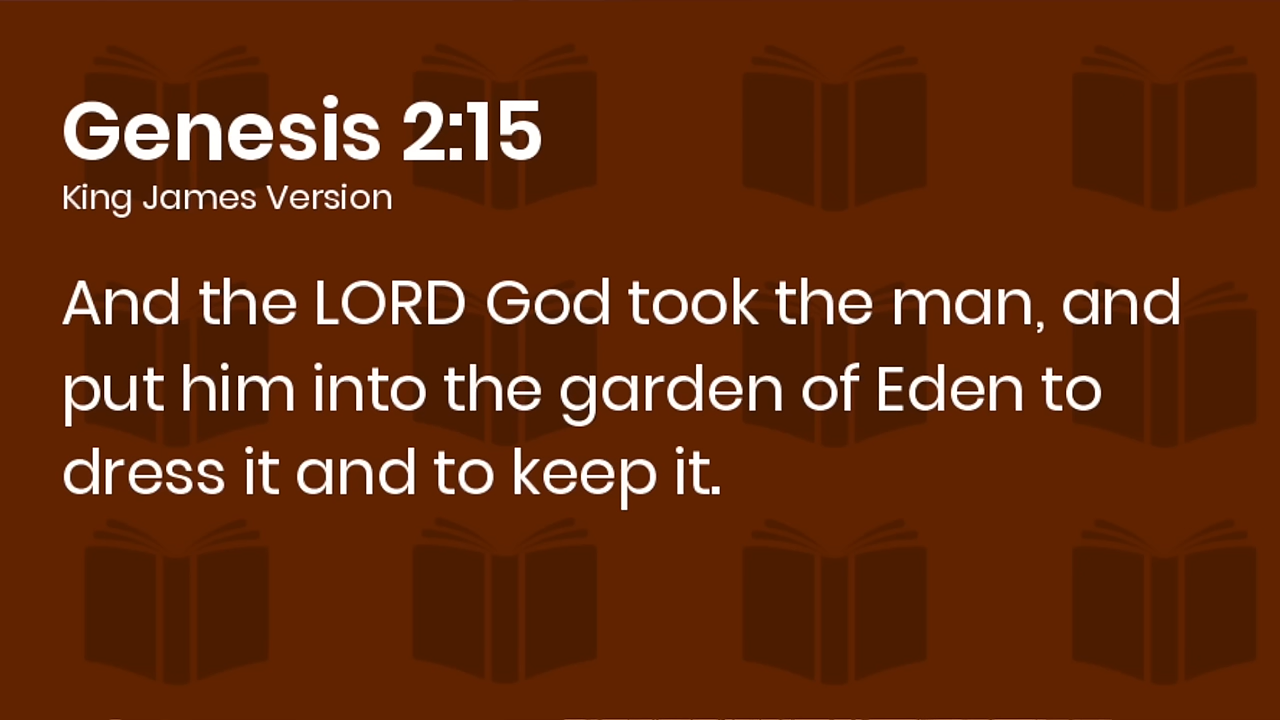 Genesis 2:15
King James Version
And the LORD God took the man, and
put him into the garden of Eden to
dress it and to keep it.